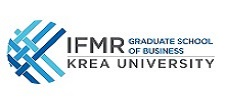 IFMR GRADUATE SCHOOL
OF BUSINESS
KREA UNIVERSITY